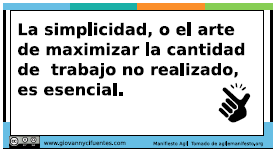 La simplicidad, o el arte
de maximizar la cantidad
de trabajo no realizado,
es esencial.
www.giovannycifuentes.com Manifiesto Agil Tomado de agilemanifesto.org